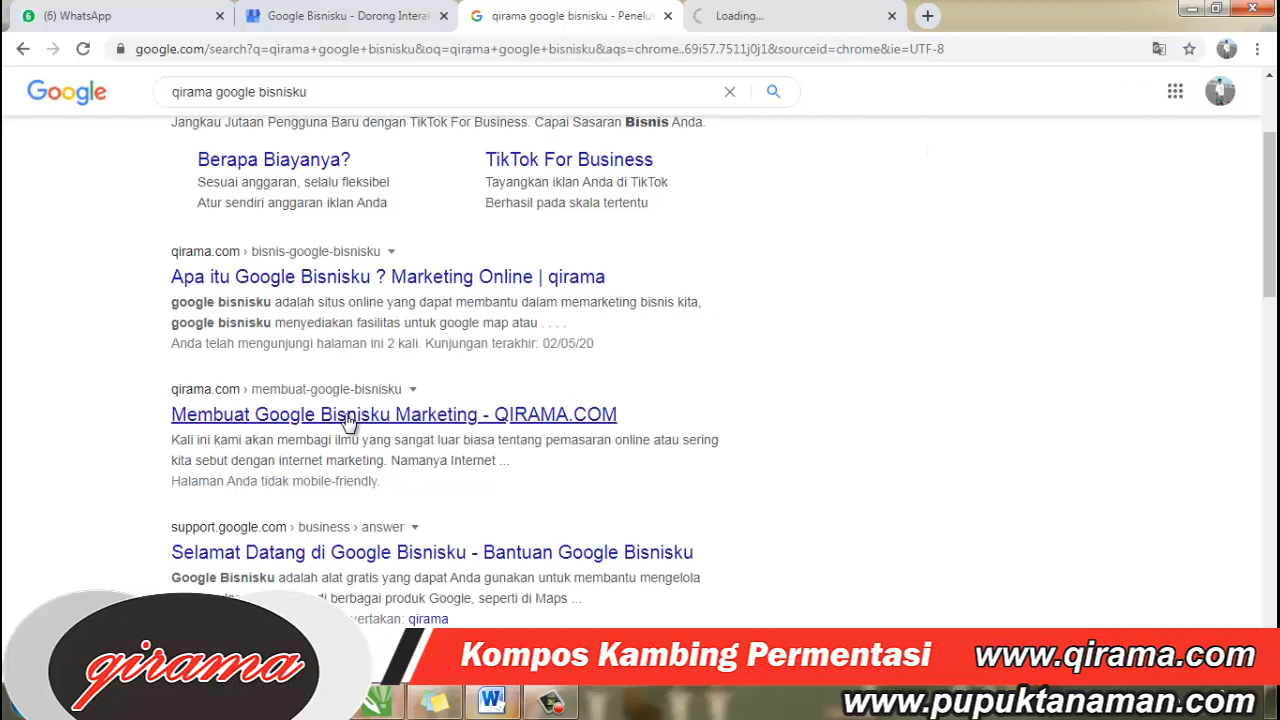 (6) WhatsApp
Google Bisnisku - Dorong Intera
qirama google bisnisku - Penelus
Loading...
google.com/search?q=qirama+google+bisnisku&oq=qirama+google+bisnisku&aqs=chrome..69i57.7511j0j1&sourceid=chrome&ie=UTF-8
Google
qirama google bisnisku
Jangkau Jutaan Pengguna Baru dengan TikTok For Business. Capai Sasaran Bisnis Anda.
Berapa Biayanya?
Sesuai anggaran, selalu fleksibel
Atur sendiri anggaran iklan Anda
TikTok For Business
Tayangkan iklan Anda di TikTok
Berhasil pada skala tertentu
qirama.com › bisnis-google-bisnisku
Apa itu Google Bisnisku ? Marketing Online | qirama
google bisnisku adalah situs online yang dapat membantu dalam memarketing bisnis kita,
google bisnisku menyediakan fasilitas untuk google map atau . . . .
Anda telah mengunjungi halaman ini 2 kali. Kunjungan terakhir: 02/05/20
qirama.com › membuat-google-bisnisku
Membuat Google Bisnisku Marketing - QIRAMA.COM
Kali ini kami akan membagi ilmu yang sangat luar biasa tentang pemasaran online atau sering
kita sebut dengan internet marketing. Namanya Internet ...
Halaman Anda tidak mobile-friendly.
support.google.com › business › answer
Selamat Datang di Google Bisnisku - Bantuan Google Bisnisku
Google Bisnisku adalah alat gratis yang dapat Anda gunakan untuk membantu mengelola
di berbagai produk Google, seperti di Maps ...
qirama
qirama
Kompos Kambing Permentasi
www.qirama.com
www.pupuktanaman.com